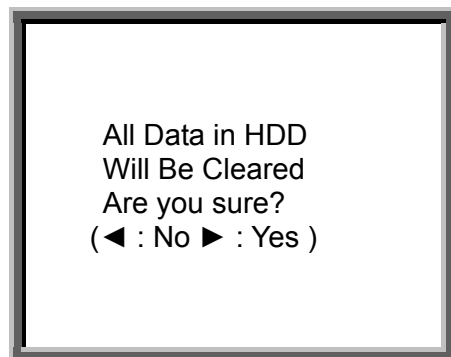 All Data in HDD
Will Be Cleared
Are you sure?
(◄ : No ► : Yes )